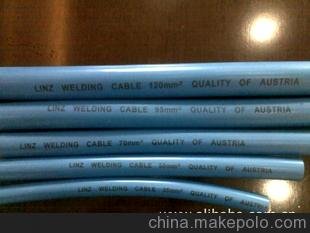 LINZ WELDING CABLE 120mm² QUALITY OF AUSTRIA
LINZ WELDING CABLE 95mm² QUALITY OF AUSTRIA
LINZ WELDING CABLE 70mm² QUALITY OF AUSTRIA
LINZ WELDING CABLE 50mm² QUALITY OF AUSTRIA
LINZ WELDING CABLE 35mm² QUALITY OF AUSTRIA
china.makepolo.com